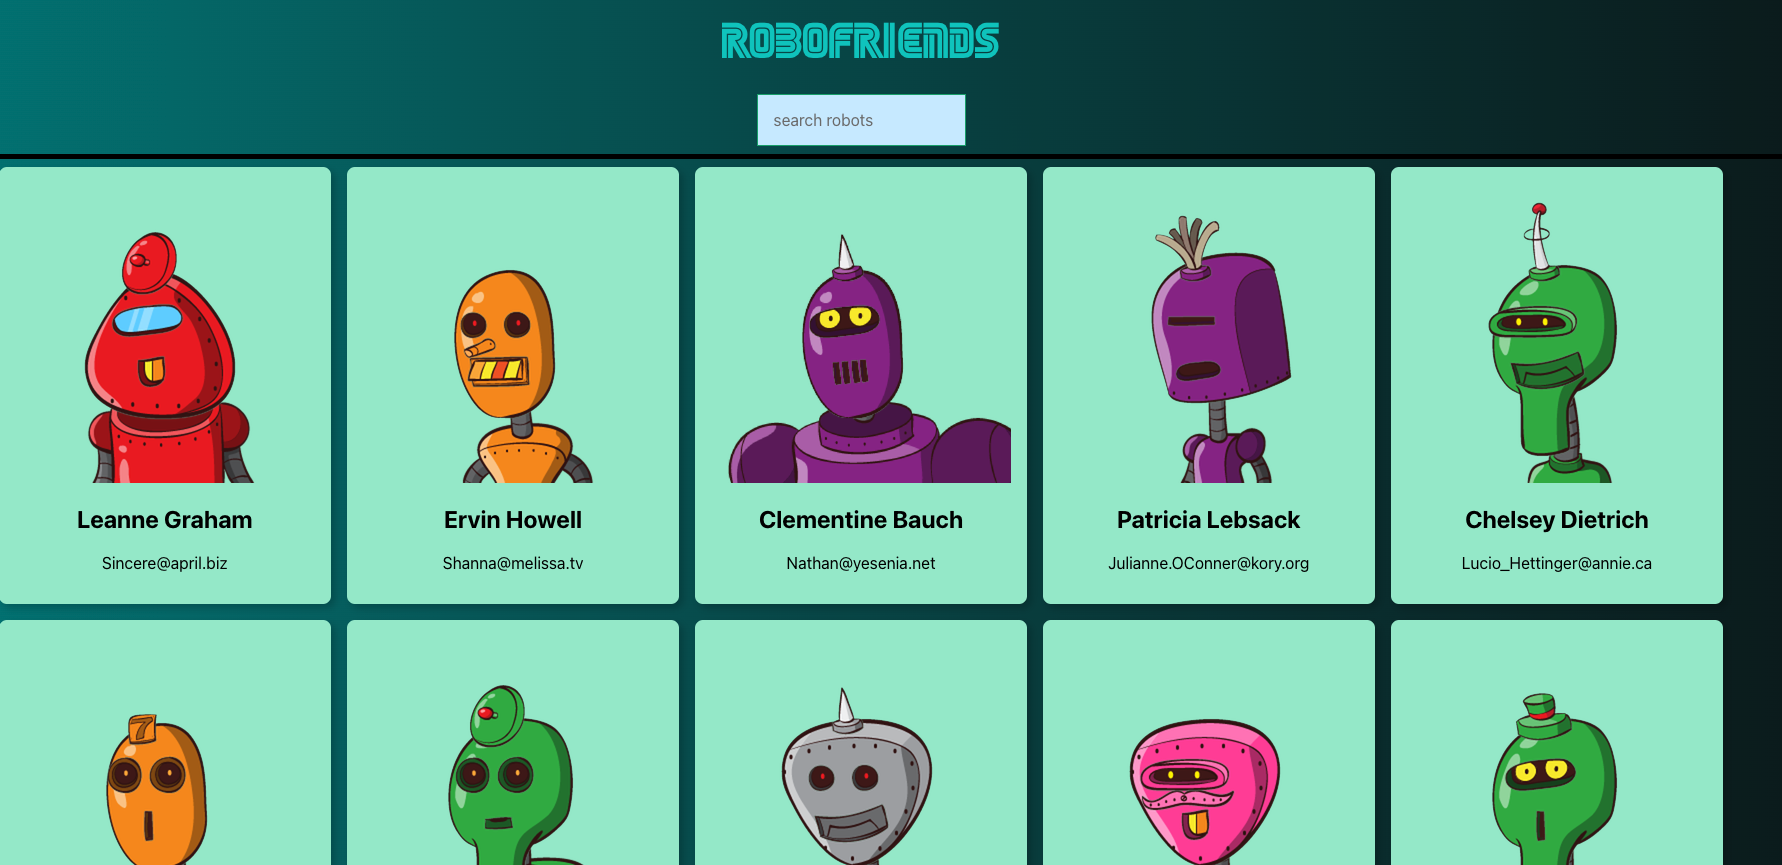 ROBOFRIENDS
search robots
Leanne Graham
Sincere@april.biz
Ervin Howell
Shanna@melissa.tv
Clementine Bauch
Nathan@yesenia.net
Patricia Lebsack
Julianne.OConner@kory.org
Chelsey Dietrich
Lucio_Hettinger@annie.ca
7